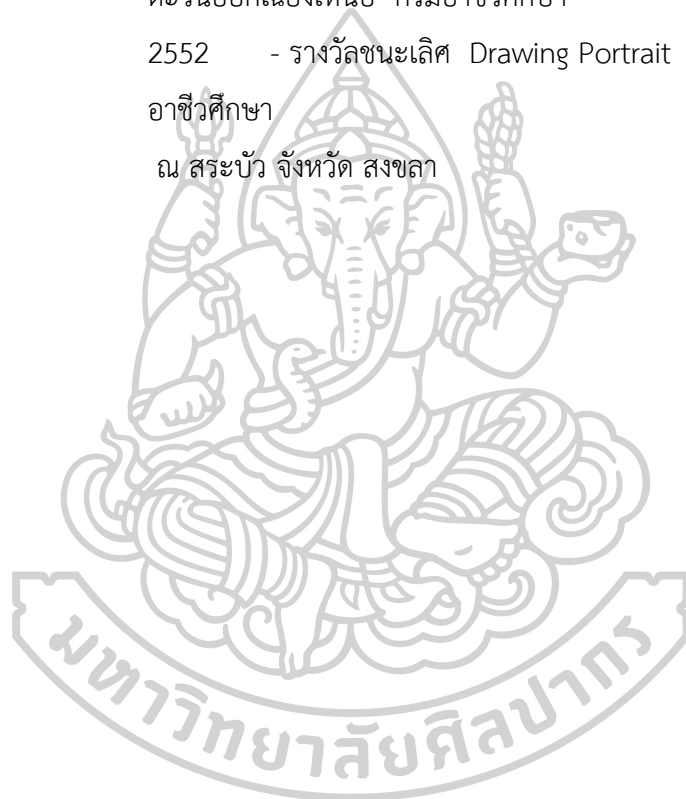 2552 - รางวัลชนะเลิศ Drawing Portrait
อาชีวศึกษา
ณ สระบัว จังหวัด สงขลา
มหาวิทยาลัยศิลปากร